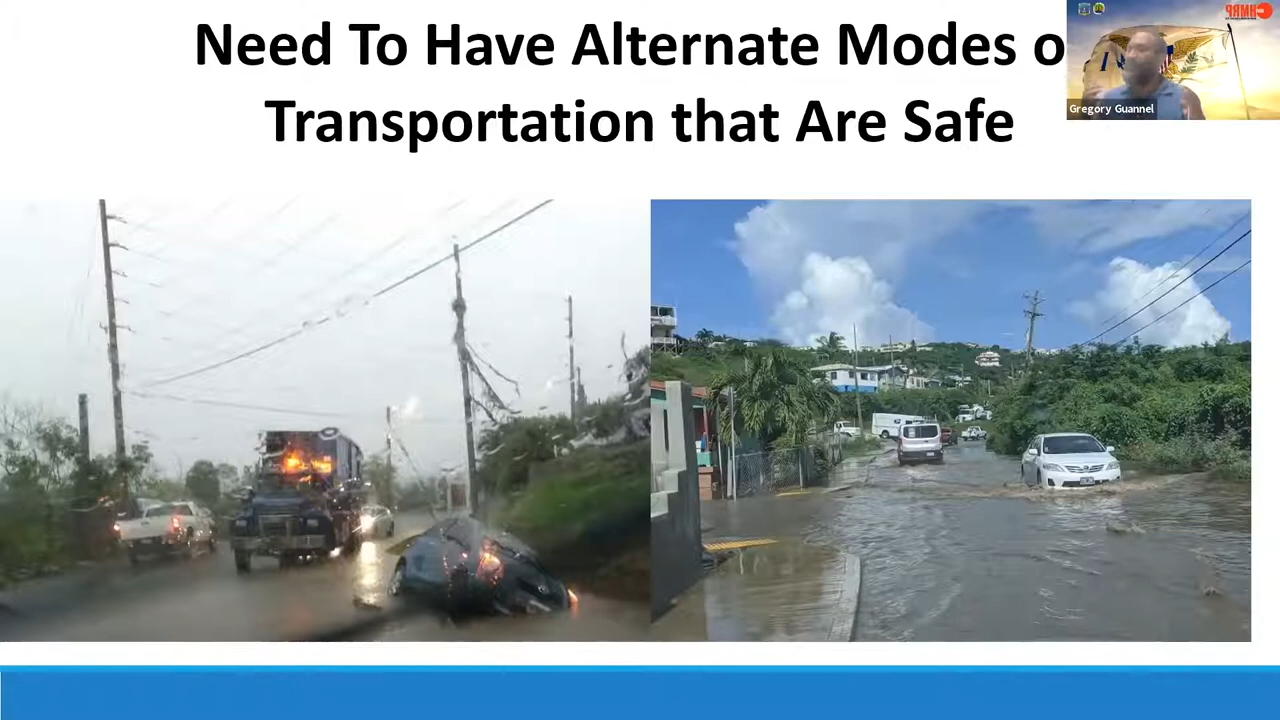 Need To Have Alternate Modes o
Transportation that Are Safe
Gregory Guannel